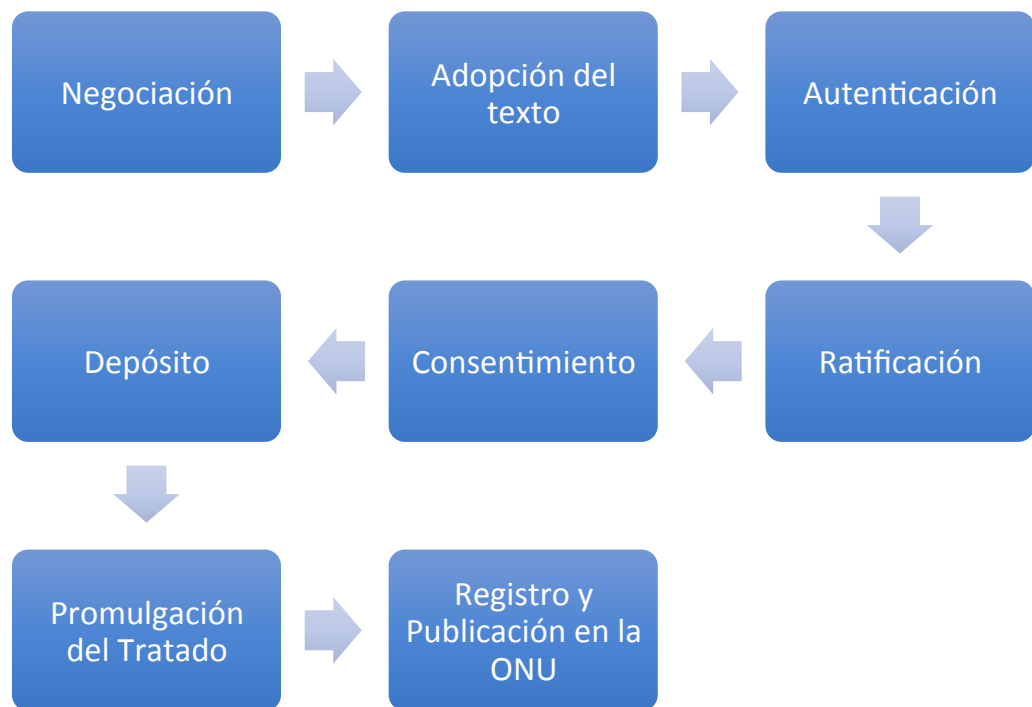 Negociación
Adopción del
texto
Autenticación
Ratificación
Consentimiento
Depósito
Promulgación
del Tratado
Registro y
Publicación en la
ONU